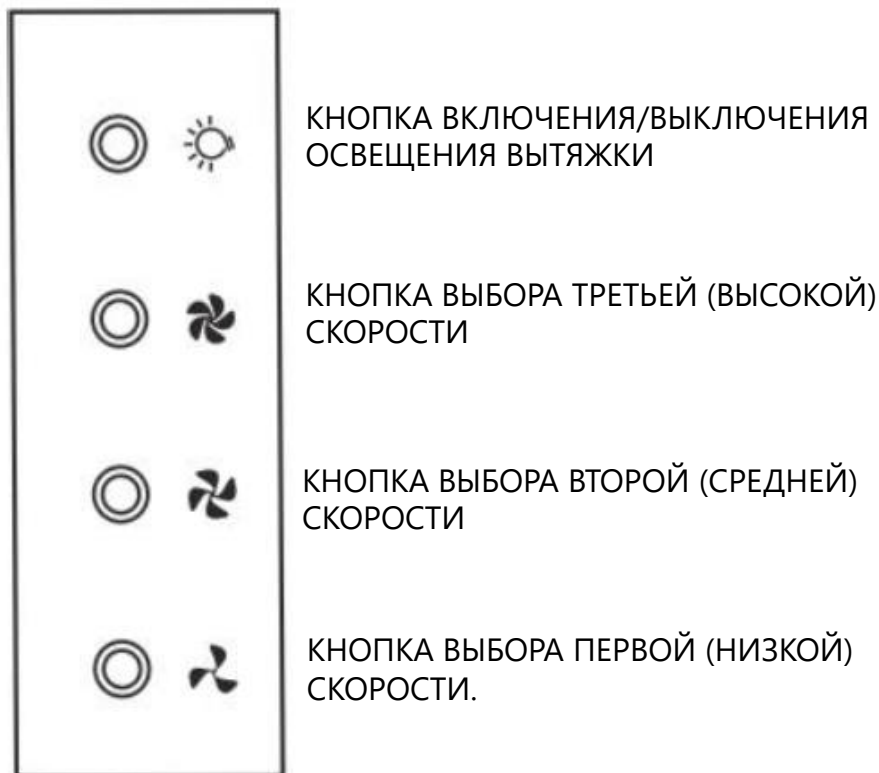 КНОПКА ВКЛЮЧЕНИЯ/ВЫКЛЮЧЕНИЯ
ОСВЕЩЕНИЯ ВЫТЯЖКИ
КНОПКА ВЫБОРА ТРЕТЬЕЙ (ВЫСОКОЙ)
СКОРОСТИ
КНОПКА ВЫБОРА ВТОРОЙ (СРЕДНЕЙ)
СКОРОСТИ
КНОПКА ВЫБОРА ПЕРВОЙ (НИЗКОЙ)
СКОРОСТИ.